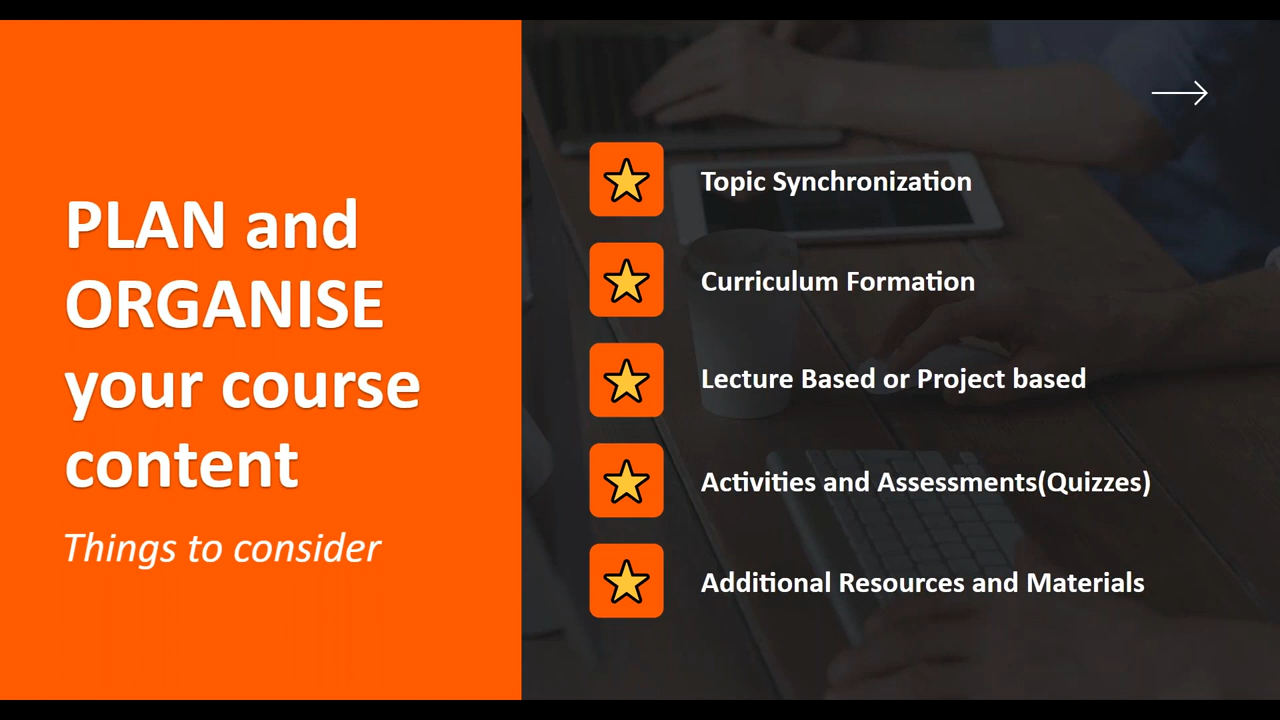 PLAN and
ORGANISE
your course
content
Things to consider
Topic Synchronization
Curriculum Formation
Lecture Based or Project based
Activities and Assessments(Quizzes)
Additional Resources and Materials